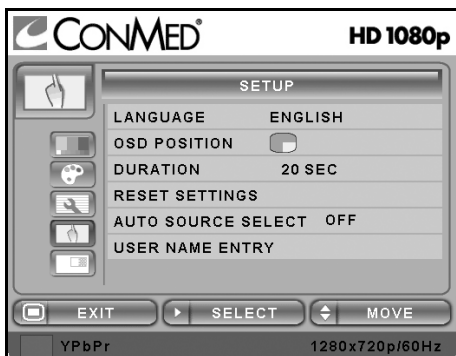 CONMED®
HD 1080p
SETUP
LANGUAGE ENGLISH
OSD POSITION
DURATION 20 SEC
RESET SETTINGS
AUTO SOURCE SELECT OFF
USER NAME ENTRY
EXIT SELECT MOVE
YPbPr 1280x720p/60Hz